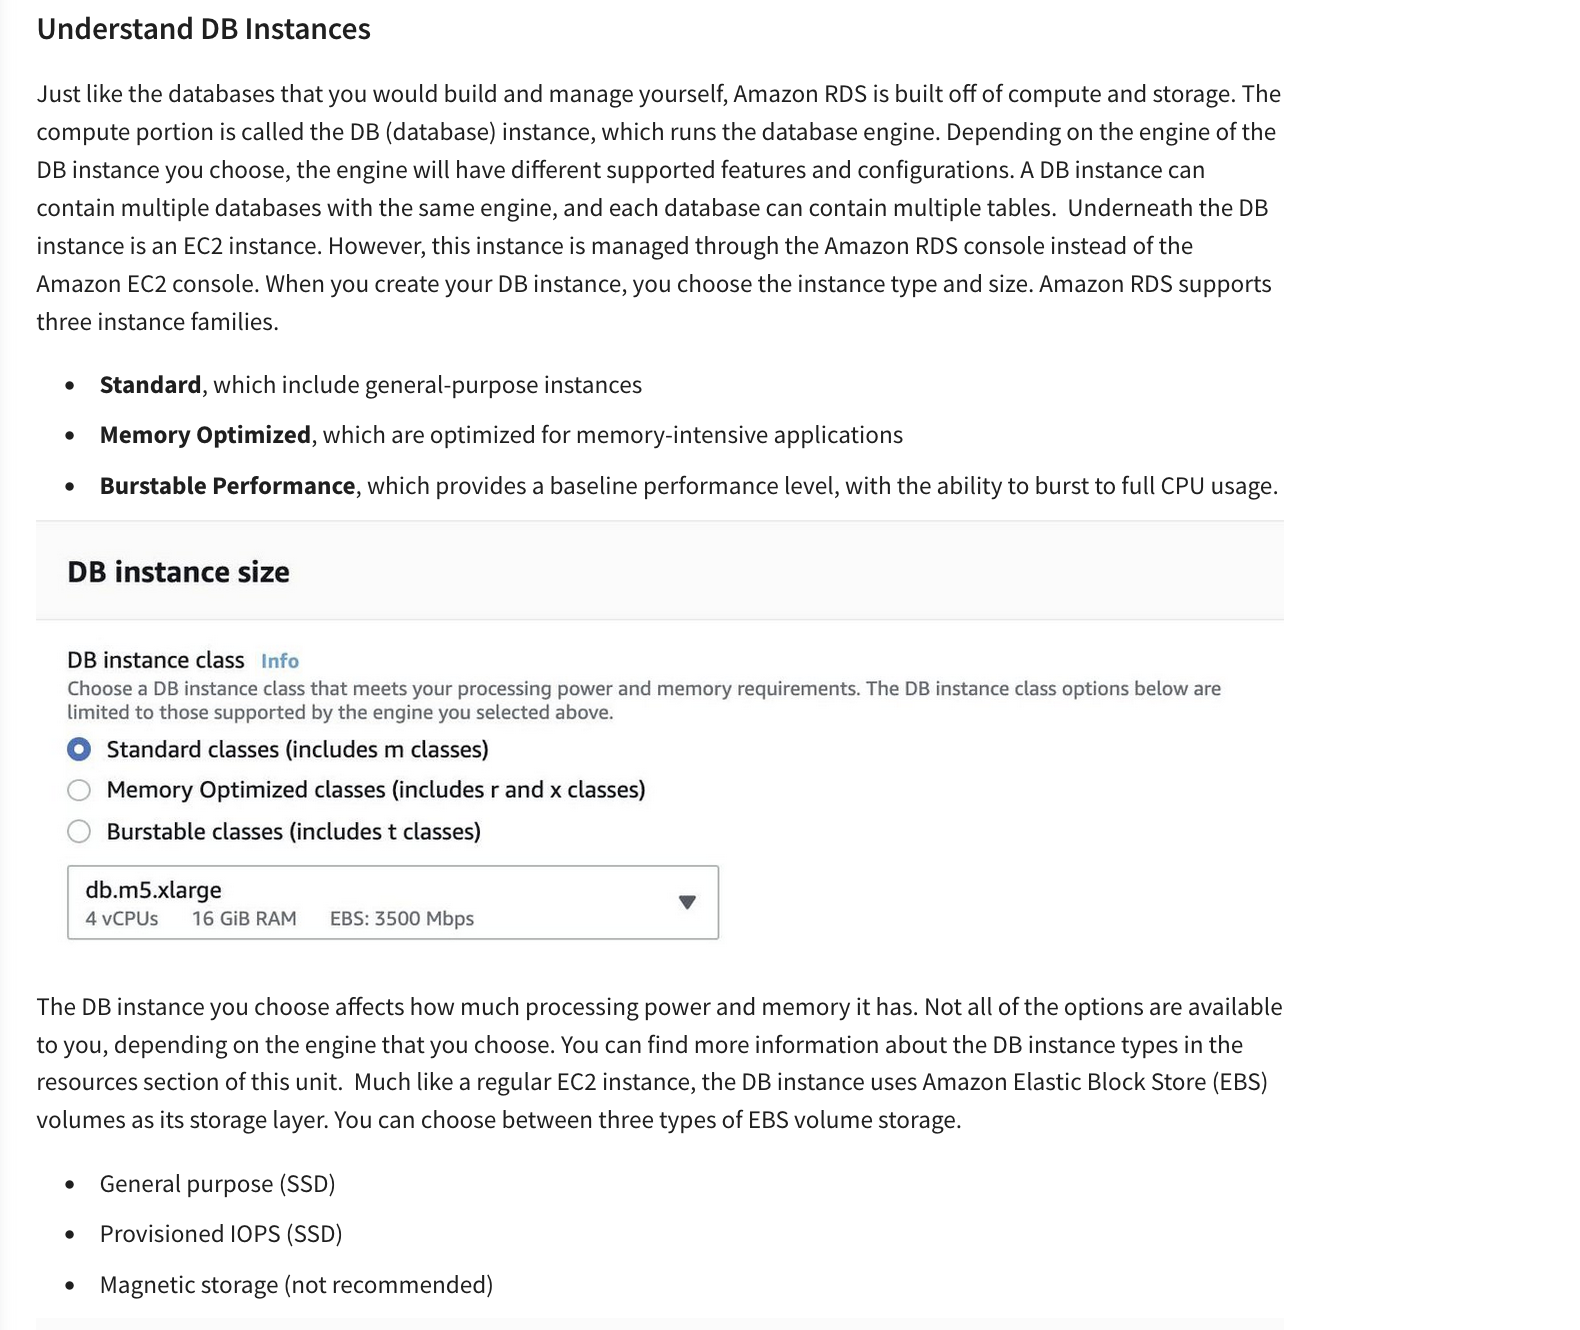 Understand DB Instances
Just like the databases that you would build and manage yourself, Amazon RDS is built off of compute and storage. The
compute portion is called the DB (database) instance, which runs the database engine. Depending on the engine of the
DB instance you choose, the engine will have different supported features and configurations. A DB instance can
contain multiple databases with the same engine, and each database can contain multiple tables.  Underneath the DB
instance is an EC2 instance. However, this instance is managed through the Amazon RDS console instead of the
Amazon EC2 console. When you create your DB instance, you choose the instance type and size. Amazon RDS supports
three instance families.
• Standard, which include general-purpose instances
• Memory Optimized, which are optimized for memory-intensive applications
• Burstable Performance, which provides a baseline performance level, with the ability to burst to full CPU usage.
DB instance size
DB instance class Info
Choose a DB instance class that meets your processing power and memory requirements. The DB instance class options below are
limited to those supported by the engine you selected above.
Standard classes (includes m classes)
Memory Optimized classes (includes r and x classes)
Burstable classes (includes t classes)
db.m5.xlarge
4 vCPUs 16 GiB RAM EBS: 3500 Mbps
The DB instance you choose affects how much processing power and memory it has. Not all of the options are available
to you, depending on the engine that you choose. You can find more information about the DB instance types in the
resources section of this unit.  Much like a regular EC2 instance, the DB instance uses Amazon Elastic Block Store (EBS)
volumes as its storage layer. You can choose between three types of EBS volume storage.
• General purpose (SSD)
• Provisioned IOPS (SSD)
• Magnetic storage (not recommended)